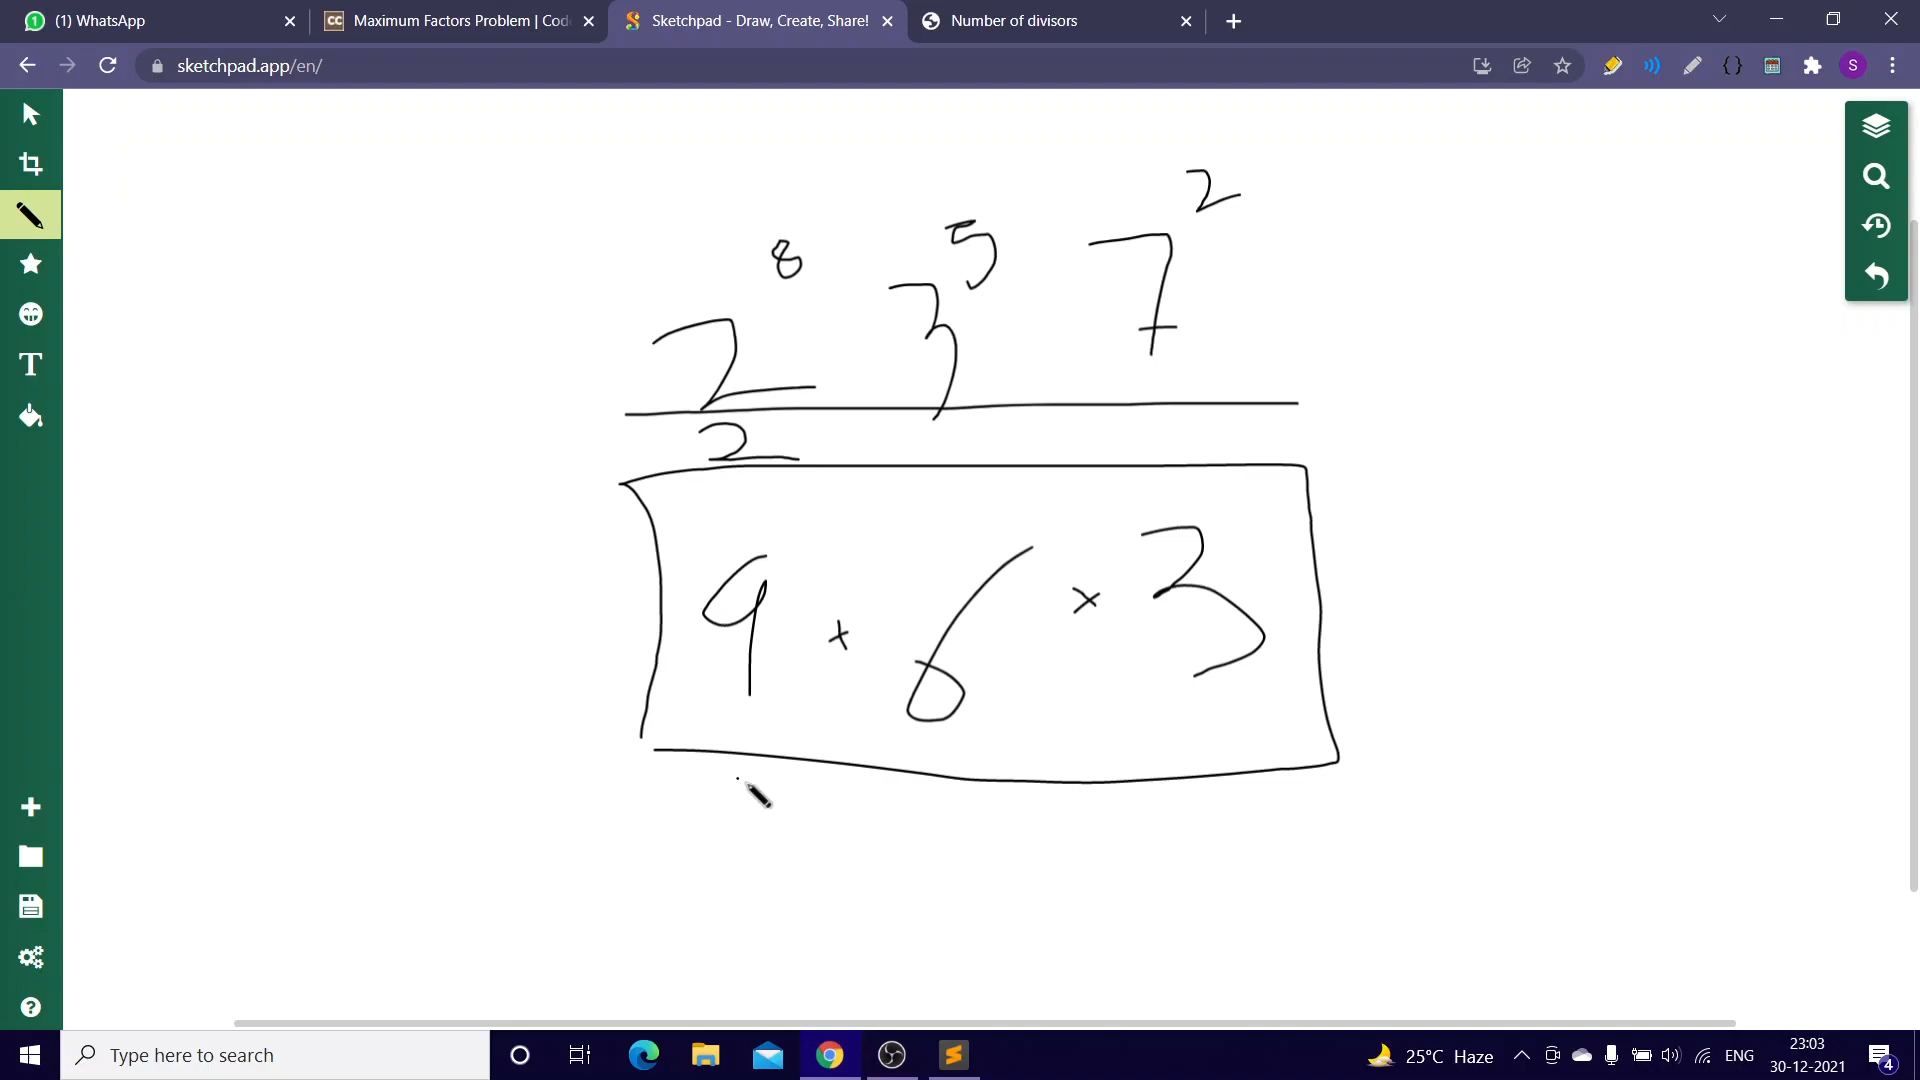 (1) WhatsApp
Maximum Factors Problem | Cod
Sketchpad - Draw, Create, Share!
Number of divisors
sketchpad.app/en/
S
T
2^8 3^5 7^2
2
9 × 6 × 3
Type here to search
25°C Haze
ENG
23:03
30-12-2021
4